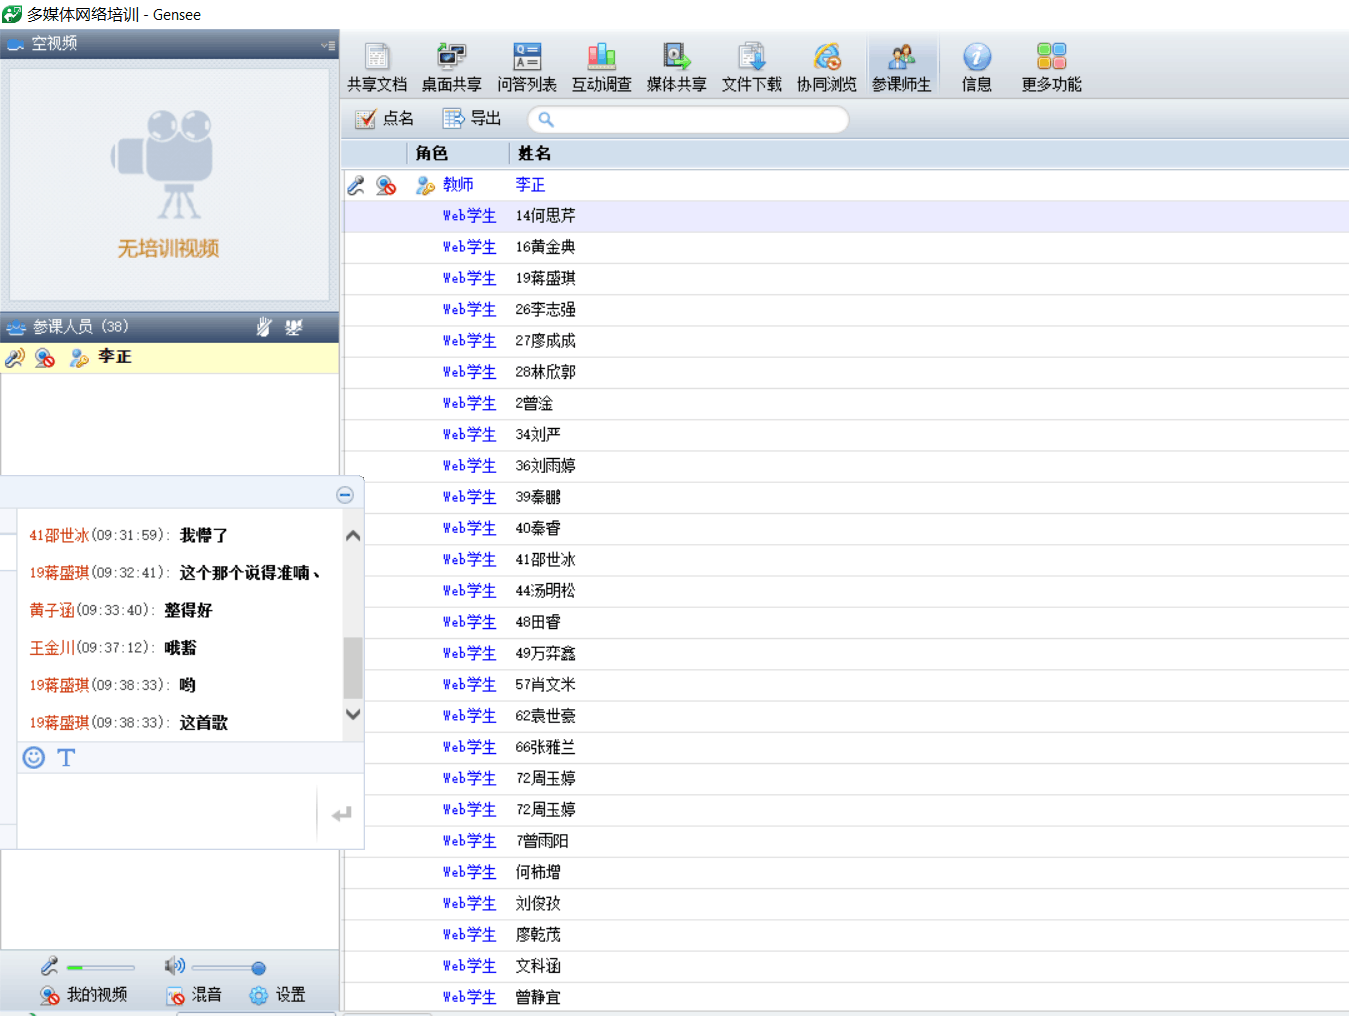 多媒体网络培训 - Gensee
空视频
无培训视频
参课人员 (38)
李正
共享文档 桌面共享 问答列表 互动调查 媒体共享 文件下载 协同浏览 参课师生 信息 更多功能
点名 导出
角色 姓名
教师 李正
Web学生 14何思芹
Web学生 16黄金典
Web学生 19蒋盛琪
Web学生 26李志强
Web学生 27廖成成
Web学生 28林欣郭
Web学生 2曾淦
Web学生 34刘严
Web学生 36刘雨婷
Web学生 39秦鹏
Web学生 40秦睿
Web学生 41邵世冰
Web学生 44汤明松
Web学生 48田睿
Web学生 49万弈鑫
Web学生 57肖文米
Web学生 62袁世豪
Web学生 66张雅兰
Web学生 72周玉婷
Web学生 72周玉婷
Web学生 7曾雨阳
Web学生 何柿增
Web学生 刘俊孜
Web学生 廖乾茂
Web学生 文科涵
Web学生 曾静宜
41邵世冰(09:31:59): 我懵了
19蒋盛琪(09:32:41): 这个那个说得准喃、
黄子涵(09:33:40): 整得好
王金川(09:37:12): 哦豁
19蒋盛琪(09:38:33): 哟
19蒋盛琪(09:38:33): 这首歌
T
我的视频 混音 设置